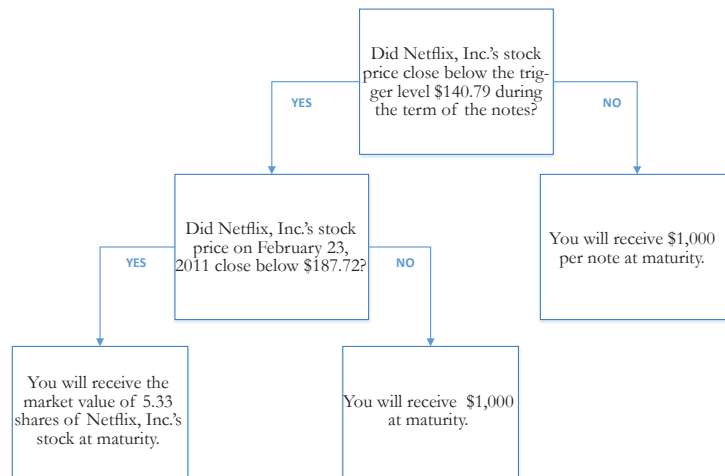 Did Netflix, Inc.'s stock
price close below the trig-
ger level $140.79 during
the term of the notes?
YES
NO
Did Netflix, Inc.'s stock
price on February 23,
2011 close below $187.72?
You will receive $1,000
per note at maturity.
YES
NO
You will receive the
market value of 5.33
shares of Netflix, Inc.'s
stock at maturity.
You will receive $1,000
at maturity.